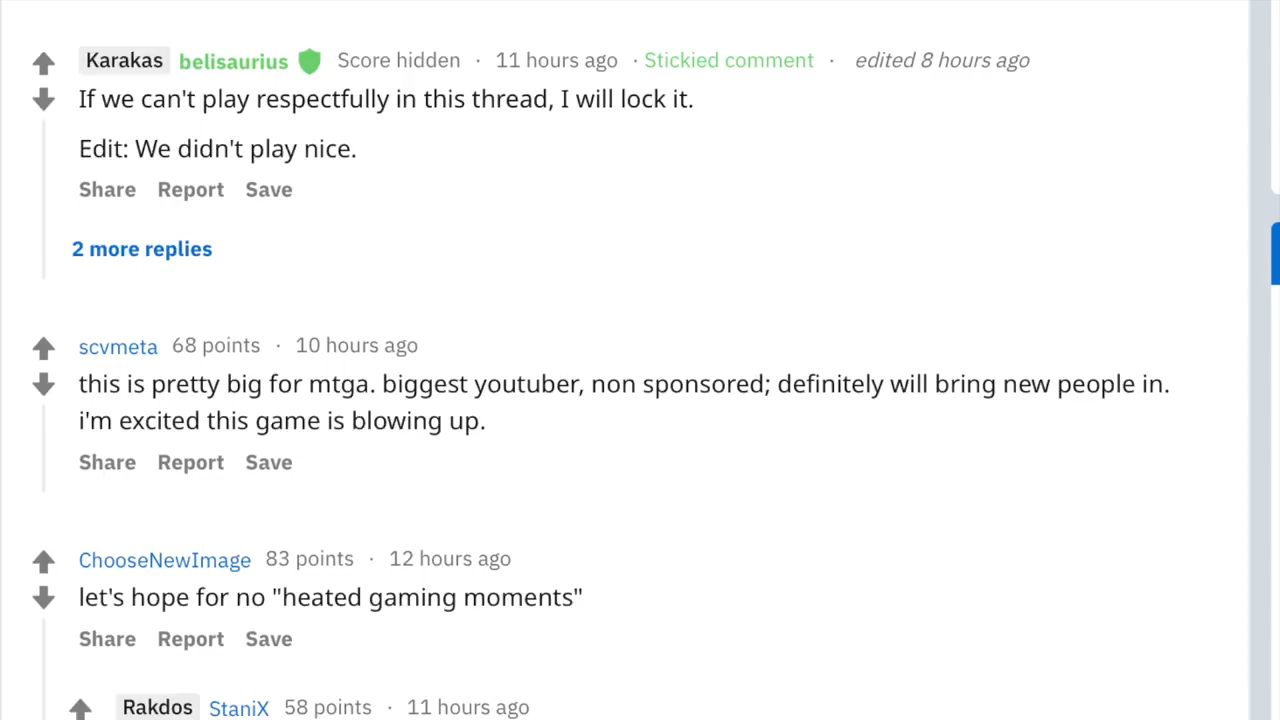 Karakas belisaurius Score hidden · 11 hours ago · Stickied comment · edited 8 hours ago
If we can't play respectfully in this thread, I will lock it.
Edit: We didn't play nice.
Share Report Save
2 more replies
scvmeta 68 points · 10 hours ago
this is pretty big for mtga. biggest youtuber, non sponsored; definitely will bring new people in.
i'm excited this game is blowing up.
Share Report Save
ChooseNewImage 83 points · 12 hours ago
let's hope for no "heated gaming moments"
Share Report Save
Rakdos StaniX 58 points · 11 hours ago